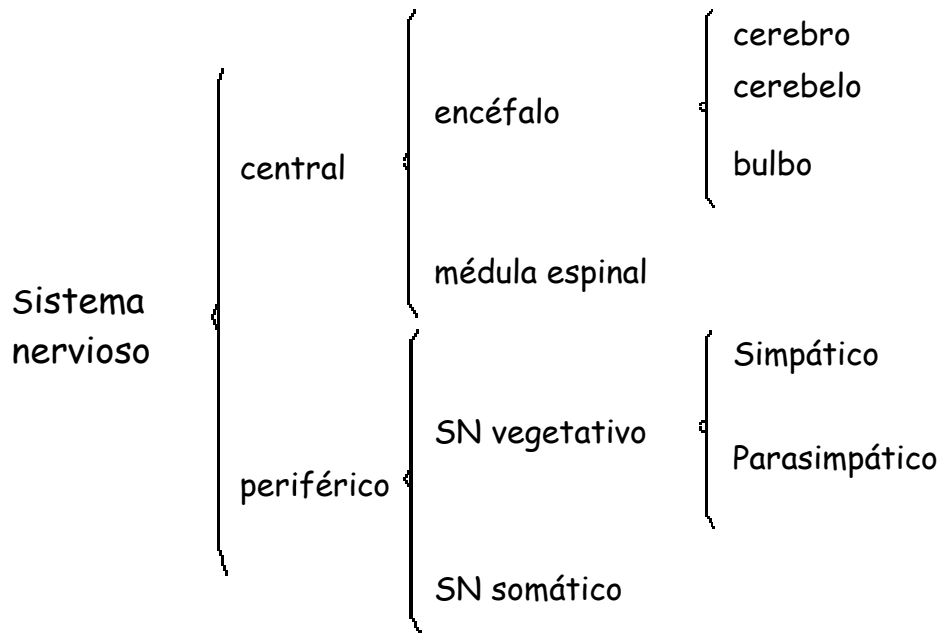 cerebro
cerebelo
encéfalo
bulbo
central
médula espinal
Sistema
nervioso
Simpático
SN vegetativo
Parasimpático
periférico
SN somático